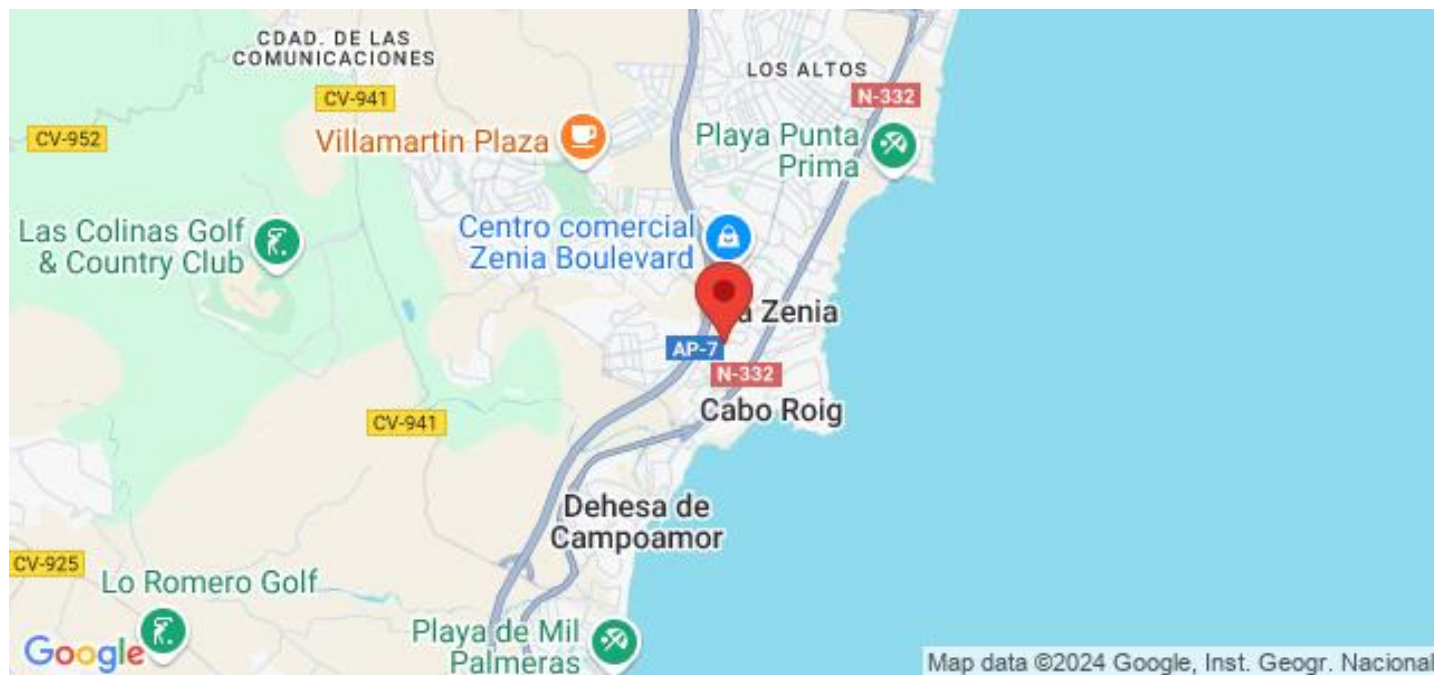 CDAD. DE LAS
COMUNICACIONES
LOS ALTOS
CV-941
N-332
CV-952
Villamartin Plaza
Playa Punta
Prima
Las Colinas Golf
& Country Club
Centro comercial
Zenia Boulevard
a Zenia
AP-7
N-332
Cabo Roig
CV-941
Dehesa de
Campoamor
CV-925
Lo Romero Golf
Playa de Mil
Palmeras
Google
Map data ©2024 Google, Inst. Geogr. Nacional